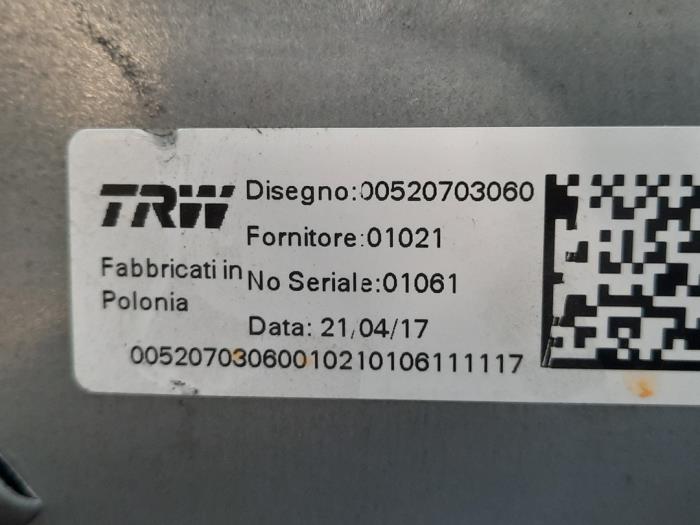 TRW
Disegno:00520703060
Fornitore:01021
Fabbricati in
Polonia
No Seriale:01061
Data: 21/04/17
00520703060010210106111117